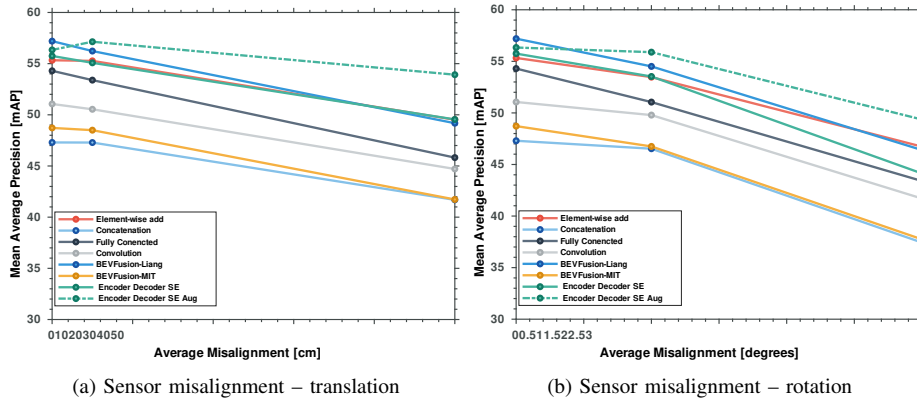 60
55
50
45
40
35
30
Mean Average Precision [mAP]
Element-wise add
Concatenation
Fully Conencted
Convolution
BEVFusion-Liang
BEVFusion-MIT
Encoder Decoder SE
Encoder Decoder SE Aug
01020304050
Average Misalignment [cm]
(a) Sensor misalignment – translation
60
55
50
45
40
35
30
Mean Average Precision [mAP]
Element-wise add
Concatenation
Fully Conencted
Convolution
BEVFusion-Liang
BEVFusion-MIT
Encoder Decoder SE
Encoder Decoder SE Aug
00.511.522.53
Average Misalignment [degrees]
(b) Sensor misalignment – rotation